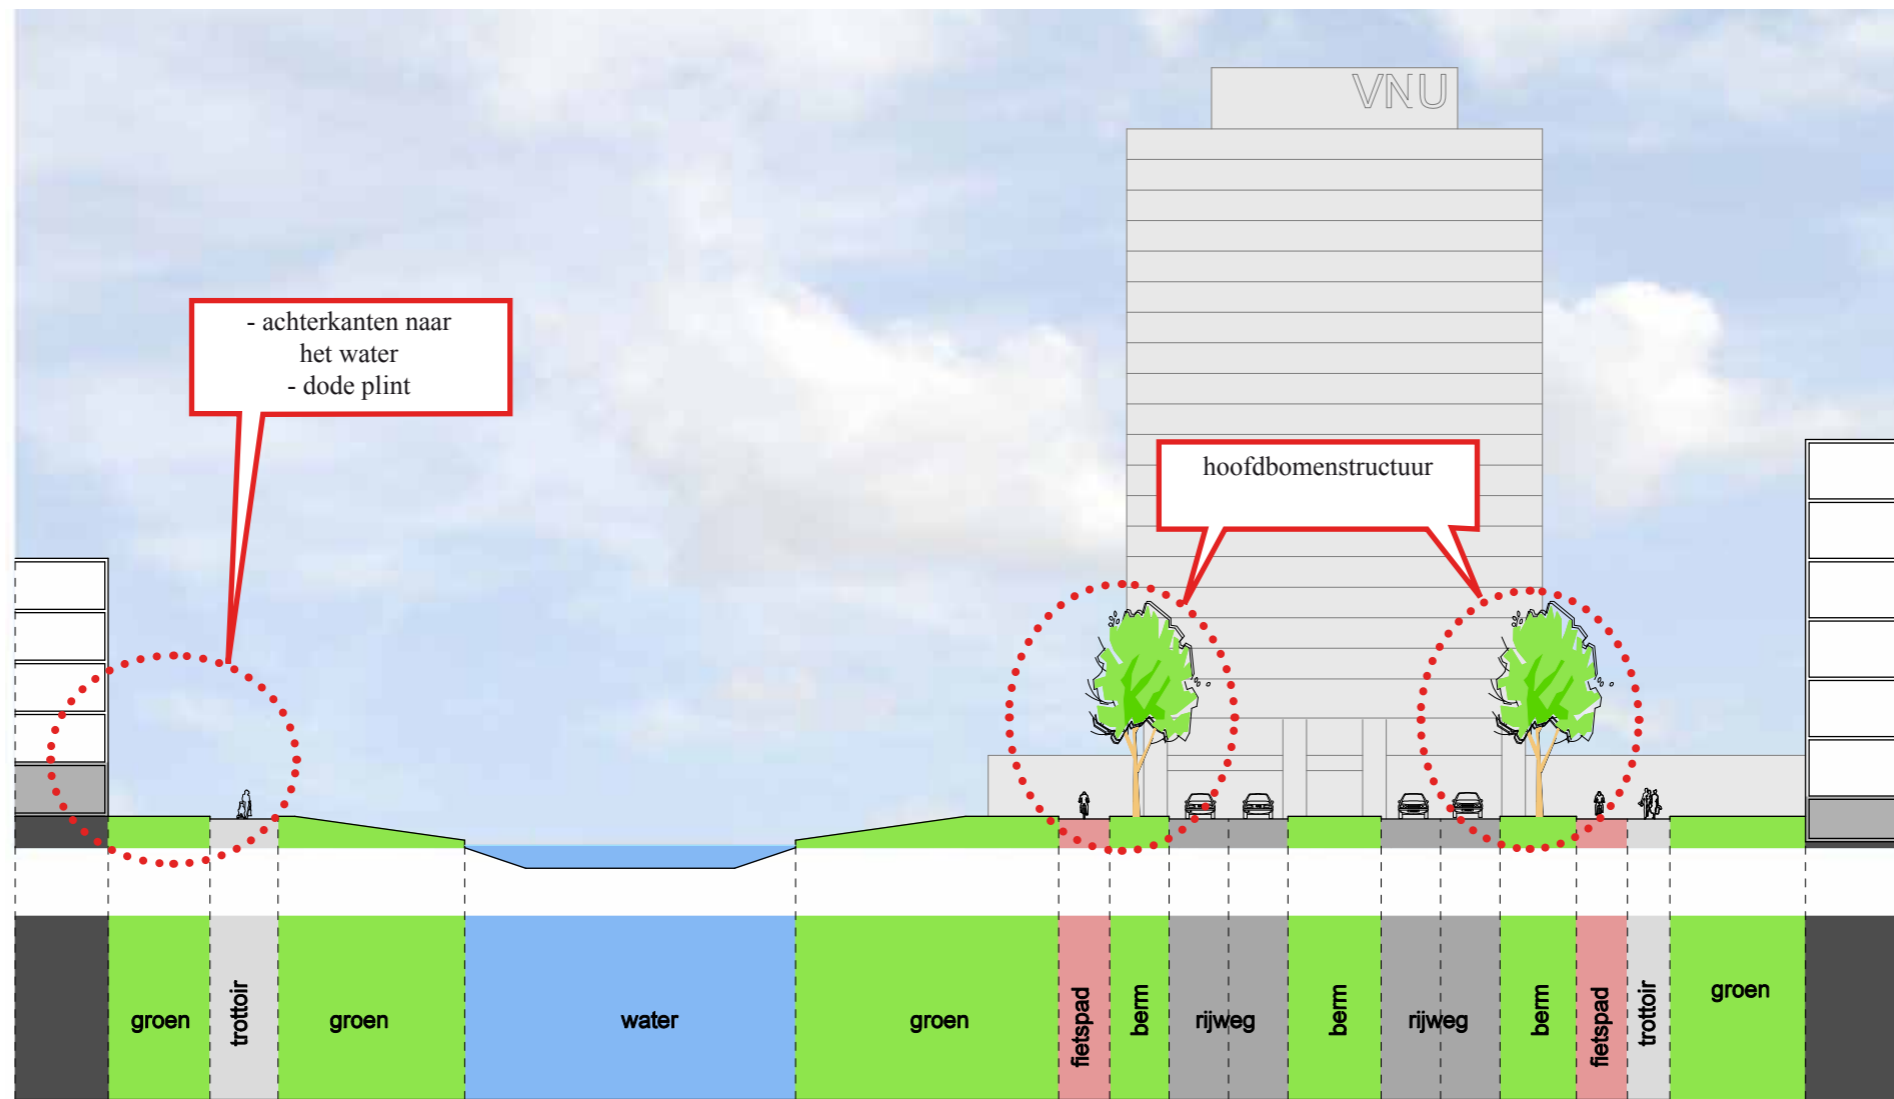 VNU
- achterkanten naar
het water
- dode plint
hoofdbomenstructuur
groen
trottoir
groen
water
groen
fietspad
berm
rijweg
berm
rijweg
berm
fietspad
trottoir
groen